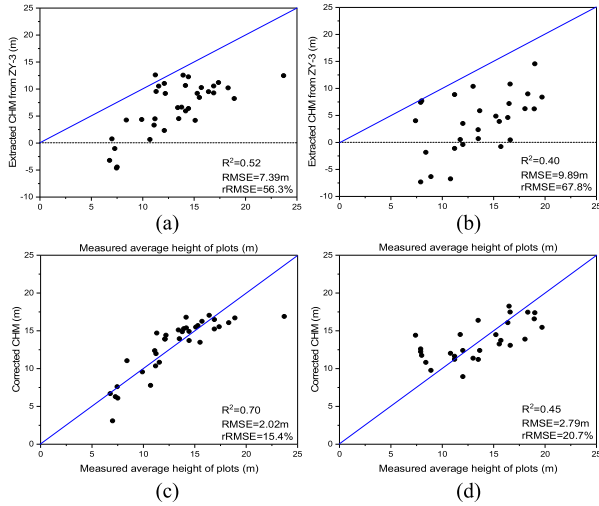 Extracted CHM from ZY-3 (m)
25
20
15
10
5
0
-5
-10
R²=0.52
RMSE=7.39m
rRMSE=56.3%
0 5 10 15 20 25
(a)
Measured average height of plots (m)
Extracted CHM from ZY-3 (m)
25
20
15
10
5
0
-5
-10
R²=0.40
RMSE=9.89m
rRMSE=67.8%
0 5 10 15 20 25
(b)
Measured average height of plots (m)
Corrected CHM (m)
25
20
15
10
5
0
R²=0.70
RMSE=2.02m
rRMSE=15.4%
0 5 10 15 20 25
Measured average height of plots (m)
(c)
Corrected CHM (m)
25
20
15
10
5
0
R²=0.45
RMSE=2.79m
rRMSE=20.7%
0 5 10 15 20 25
Measured average height of plots (m)
(d)